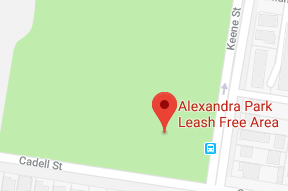 Keene St
Alexandra Park
Leash Free Area
Cadell St